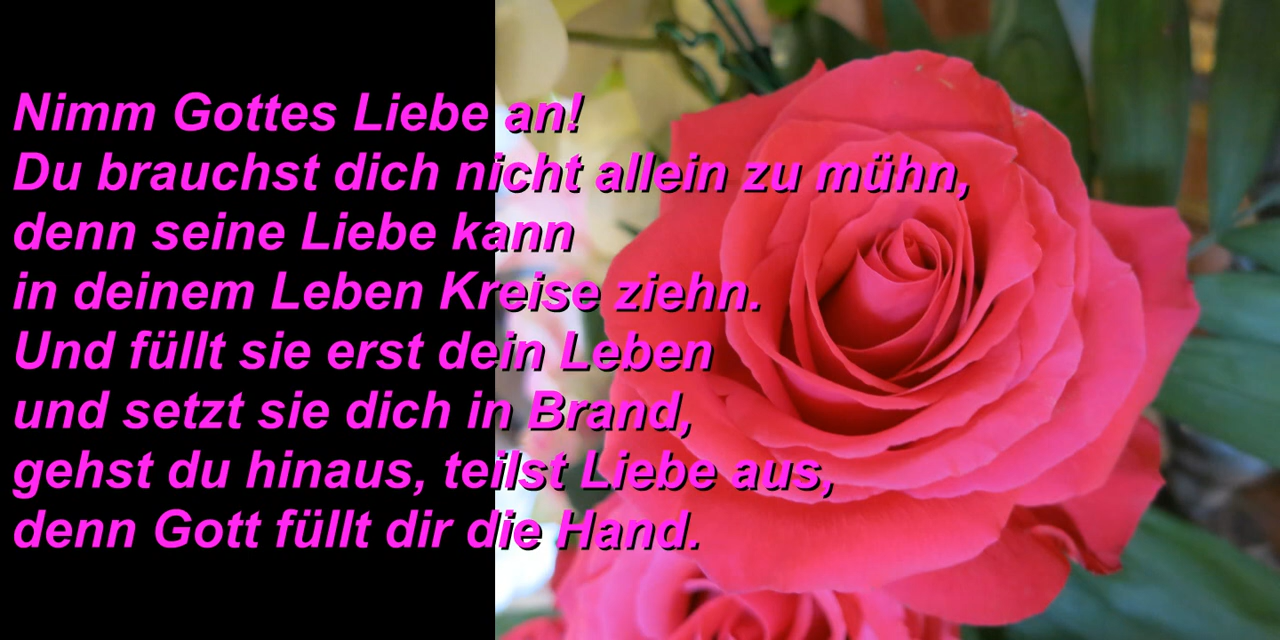 Nimm Gottes Liebe an!
Du brauchst dich nicht allein zu mühn,
denn seine Liebe kann
in deinem Leben Kreise ziehn.
Und füllt sie erst dein Leben
und setzt sie dich in Brand,
gehst du hinaus, teilst Liebe aus,
denn Gott füllt dir die Hand.